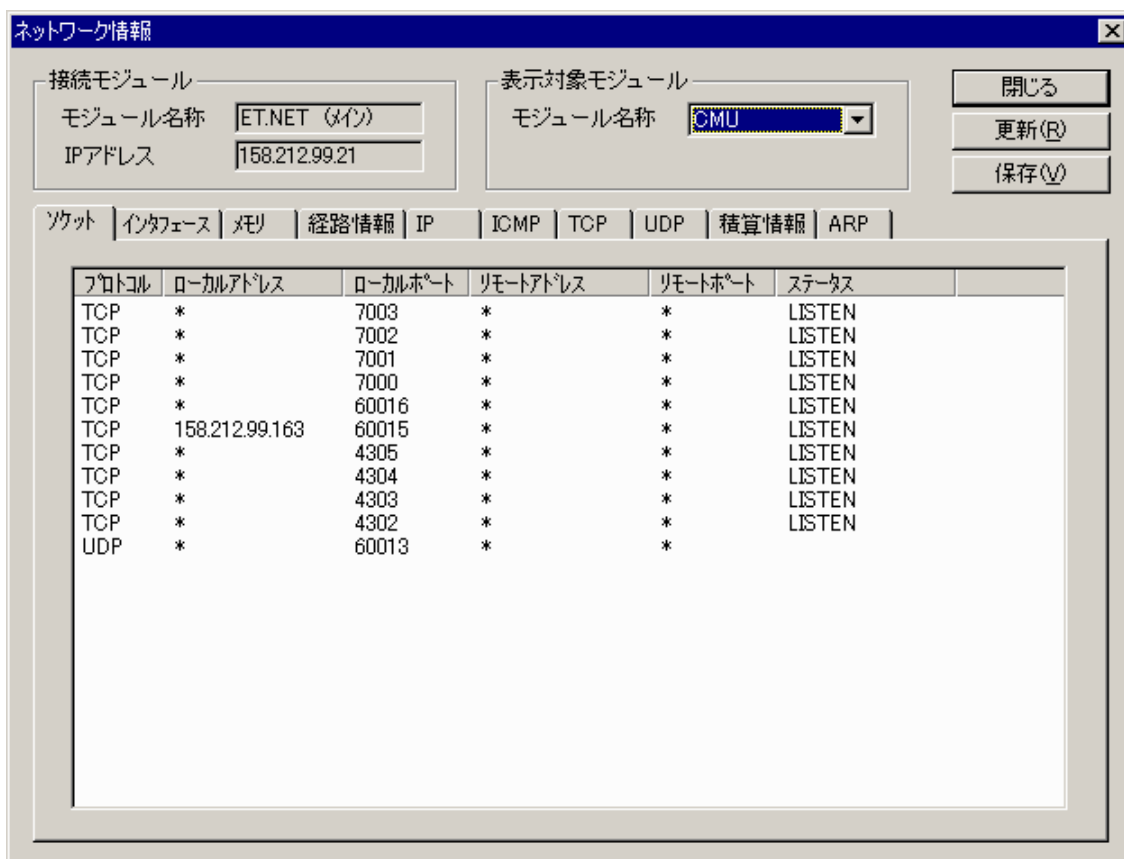 ネットワーク情報
接続モジュール
モジュール名称 ET.NET （ﾒｲﾝ）
IPアドレス 158.212.99.21
表示対象モジュール
モジュール名称 CMU
閉じる
更新(R)
保存(V)
ｿｹｯﾄ ｲﾝﾀﾌｪｰｽ ﾒﾓﾘ 経路情報 IP ICMP TCP UDP 積算情報 ARP
ﾌﾟﾛﾄｺﾙ ﾛｰｶﾙｱﾄﾞﾚｽ ﾛｰｶﾙﾎﾟｰﾄ ﾘﾓｰﾄｱﾄﾞﾚｽ ﾘﾓｰﾄﾎﾟｰﾄ ｽﾃｰﾀｽ
TCP * 7003 * * LISTEN
TCP * 7002 * * LISTEN
TCP * 7001 * * LISTEN
TCP * 7000 * * LISTEN
TCP * 60016 * * LISTEN
TCP 158.212.99.163 60015 * * LISTEN
TCP * 4305 * * LISTEN
TCP * 4304 * * LISTEN
TCP * 4303 * * LISTEN
TCP * 4302 * * LISTEN
UDP * 60013 * *